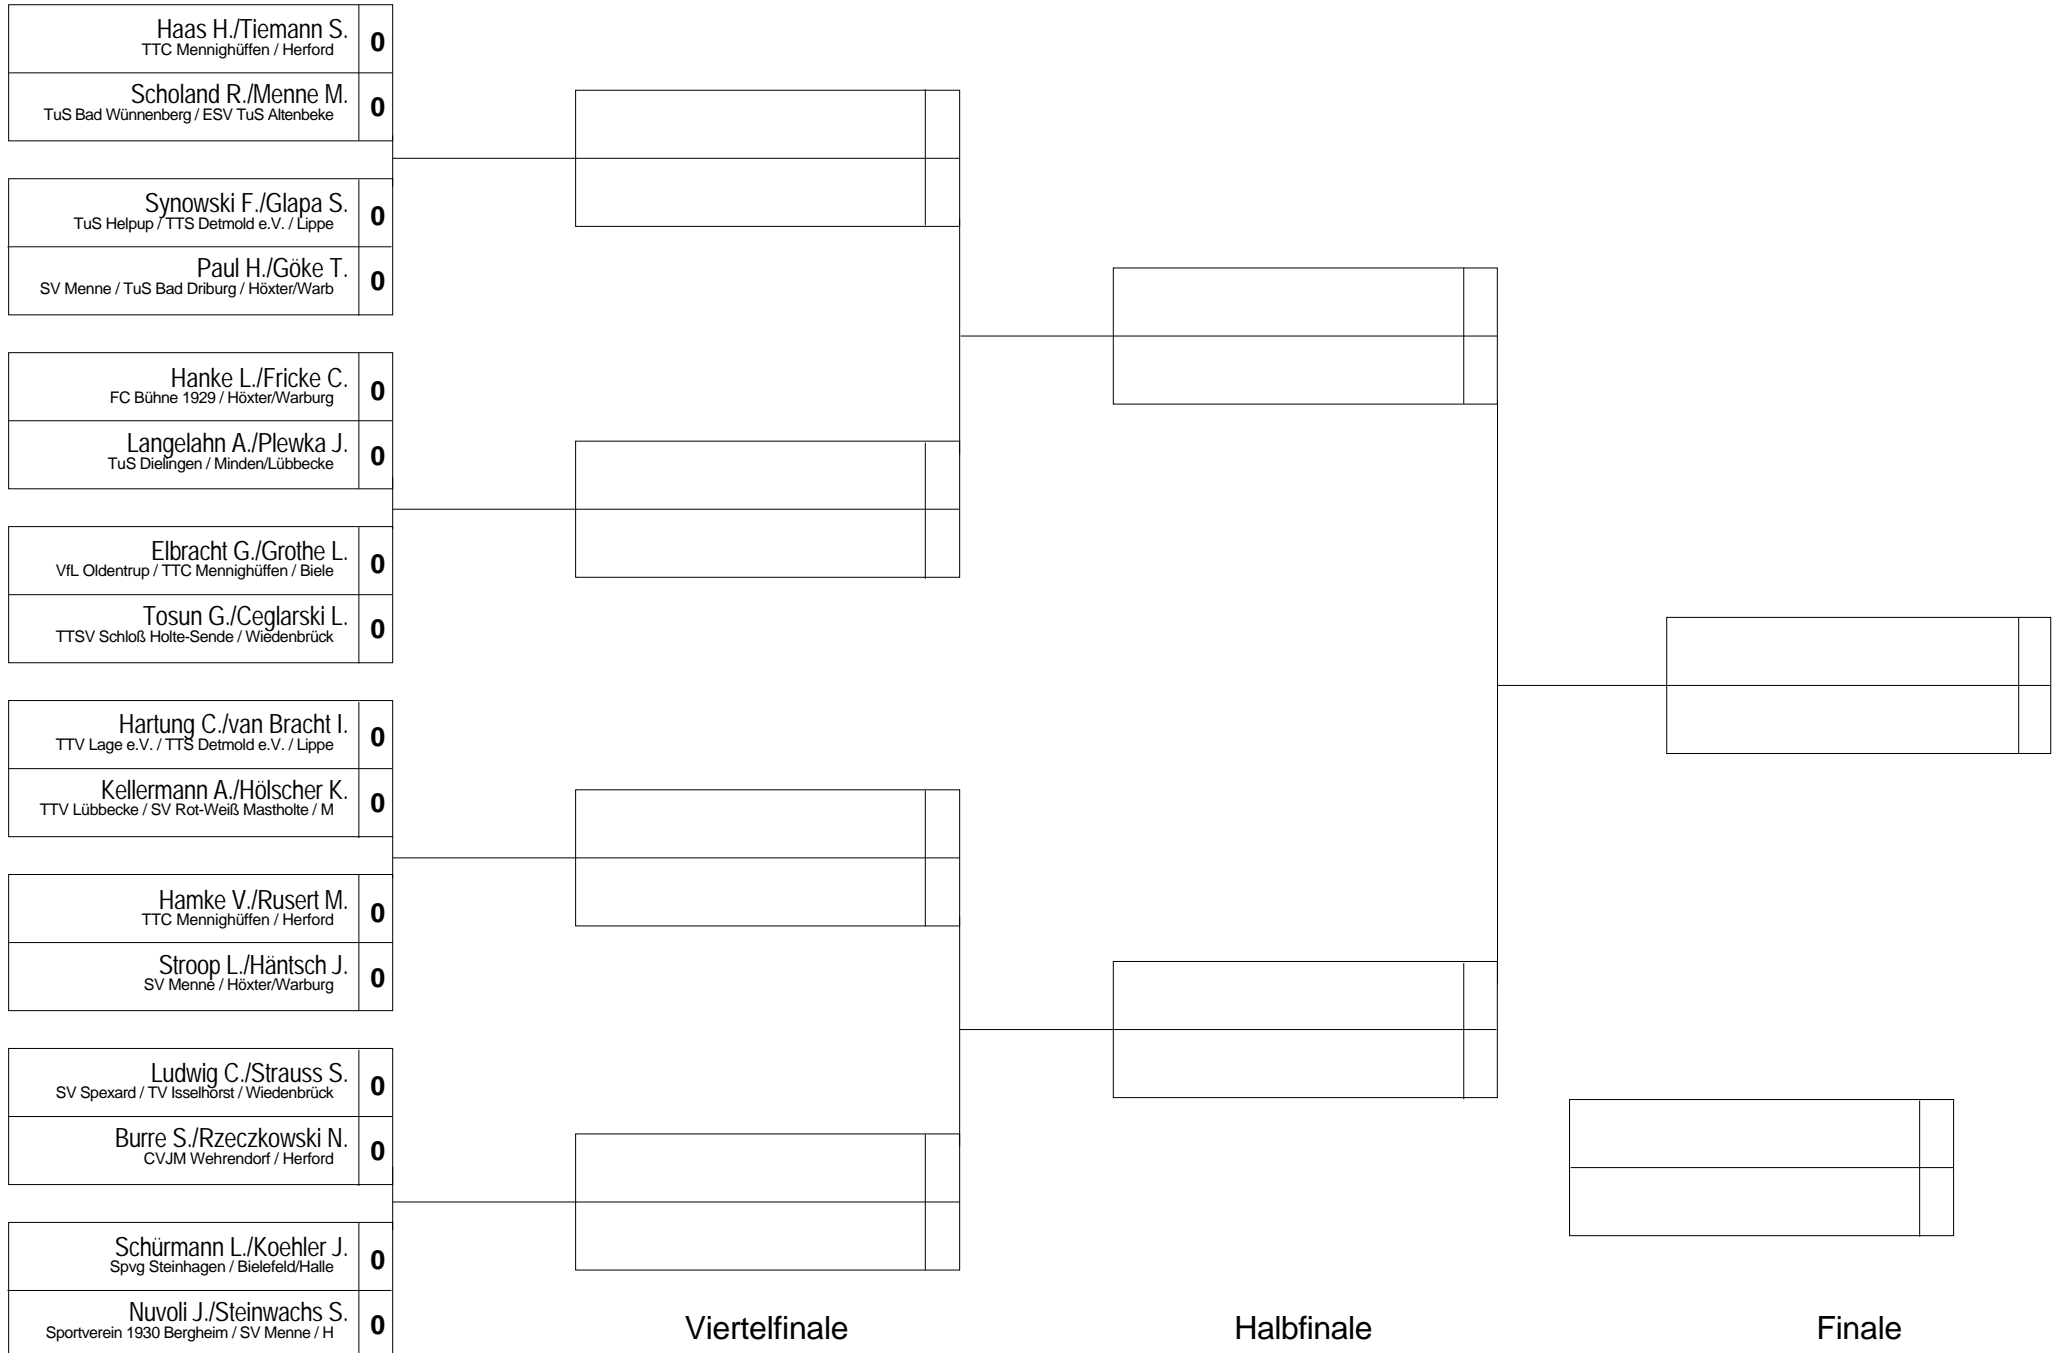 Haas H./Tiemann S.
TTC Mennighüffen / Herford
0
Scholand R./Menne M.
TuS Bad Wünnenberg / ESV TuS Altenbeke
0
Synowski F./Glapa S.
TuS Helpup / TTS Detmold e.V. / Lippe
0
Paul H./Göke T.
SV Menne / TuS Bad Driburg / Höxter/Warb
0
Hanke L./Fricke C.
FC Bühne 1929 / Höxter/Warburg
0
Langelahn A./Plewka J.
TuS Dielingen / Minden/Lübbecke
0
Elbracht G./Grothe L.
VfL Oldentrup / TTC Mennighüffen / Biele
0
Tosun G./Ceglarski L.
TTSV Schloß Holte-Sende / Wiedenbrück
0
Hartung C./van Bracht I.
TTV Lage e.V. / TTS Detmold e.V. / Lippe
0
Kellermann A./Hölscher K.
TTV Lübbecke / SV Rot-Weiß Mastholte / M
0
Hamke V./Rusert M.
TTC Mennighüffen / Herford
0
Stroop L./Häntsch J.
SV Menne / Höxter/Warburg
0
Ludwig C./Strauss S.
SV Spexard / TV Isselhorst / Wiedenbrück
0
Burre S./Rzeczkowski N.
CVJM Wehrendorf / Herford
0
Schürmann L./Koehler J.
Spvg Steinhagen / Bielefeld/Halle
0
Nuvoli J./Steinwachs S.
Sportverein 1930 Bergheim / SV Menne / H
0
Viertelfinale
Halbfinale
Finale